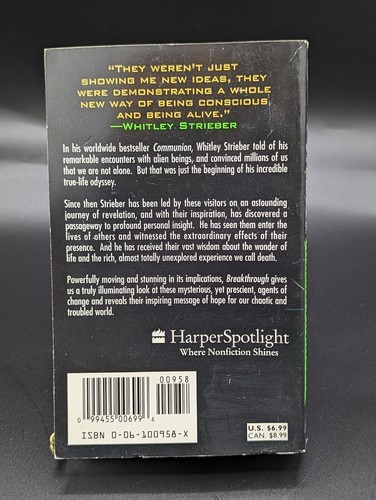 "THEY WEREN'T JUST
SHOWING ME NEW IDEAS, THEY
WERE DEMONSTRATING A WHOLE
NEW WAY OF BEING CONSCIOUS
AND BEING ALIVE."
—WHITLEY STRIEBER
In his worldwide bestseller Communion, Whitley Strieber told of his
remarkable encounters with alien beings, and convinced millions of us
that we are not alone. But that was just the beginning of his incredible
true-life odyssey.
Since then Strieber has been led by these visitors on an astounding
journey of revelation, and with their inspiration, has discovered a
passageway to profound personal insight. He has seen them enter the
lives of others and witnessed the extraordinary effects of their
presence. And he has received their vast wisdom about the wonder of
life and the rich, almost totally unexplored experience we call death.
Powerfully moving and stunning in its implications, Breakthrough gives
us a truly illuminating look at these mysterious, yet prescient, agents of
change and reveals their inspiring message of hope for our chaotic and
troubled world.
HarperSpotlight
Where Nonfiction Shines
00958
0 99455 00699 6
ISBN 0-06-100958-X
U.S. $6.99
CAN. $8.99